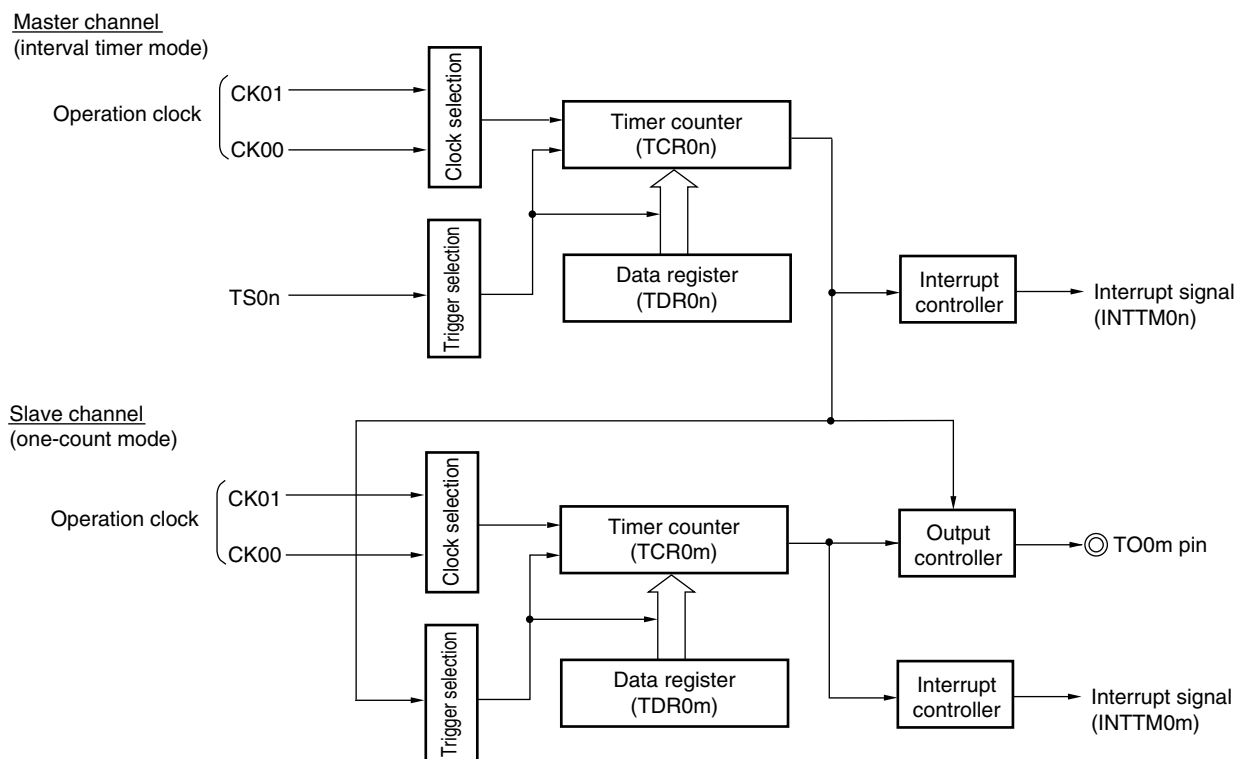 Master channel
(interval timer mode)
Operation clock
CK01
CK00
Clock selection
Timer counter
(TCR0n)
TS0n
Trigger selection
Data register
(TDR0n)
Interrupt
controller
Interrupt signal
(INTTM0n)
Slave channel
(one-count mode)
Operation clock
CK01
CK00
Clock selection
Timer counter
(TCR0m)
Output
controller
TO0m pin
Trigger selection
Data register
(TDR0m)
Interrupt
controller
Interrupt signal
(INTTM0m)